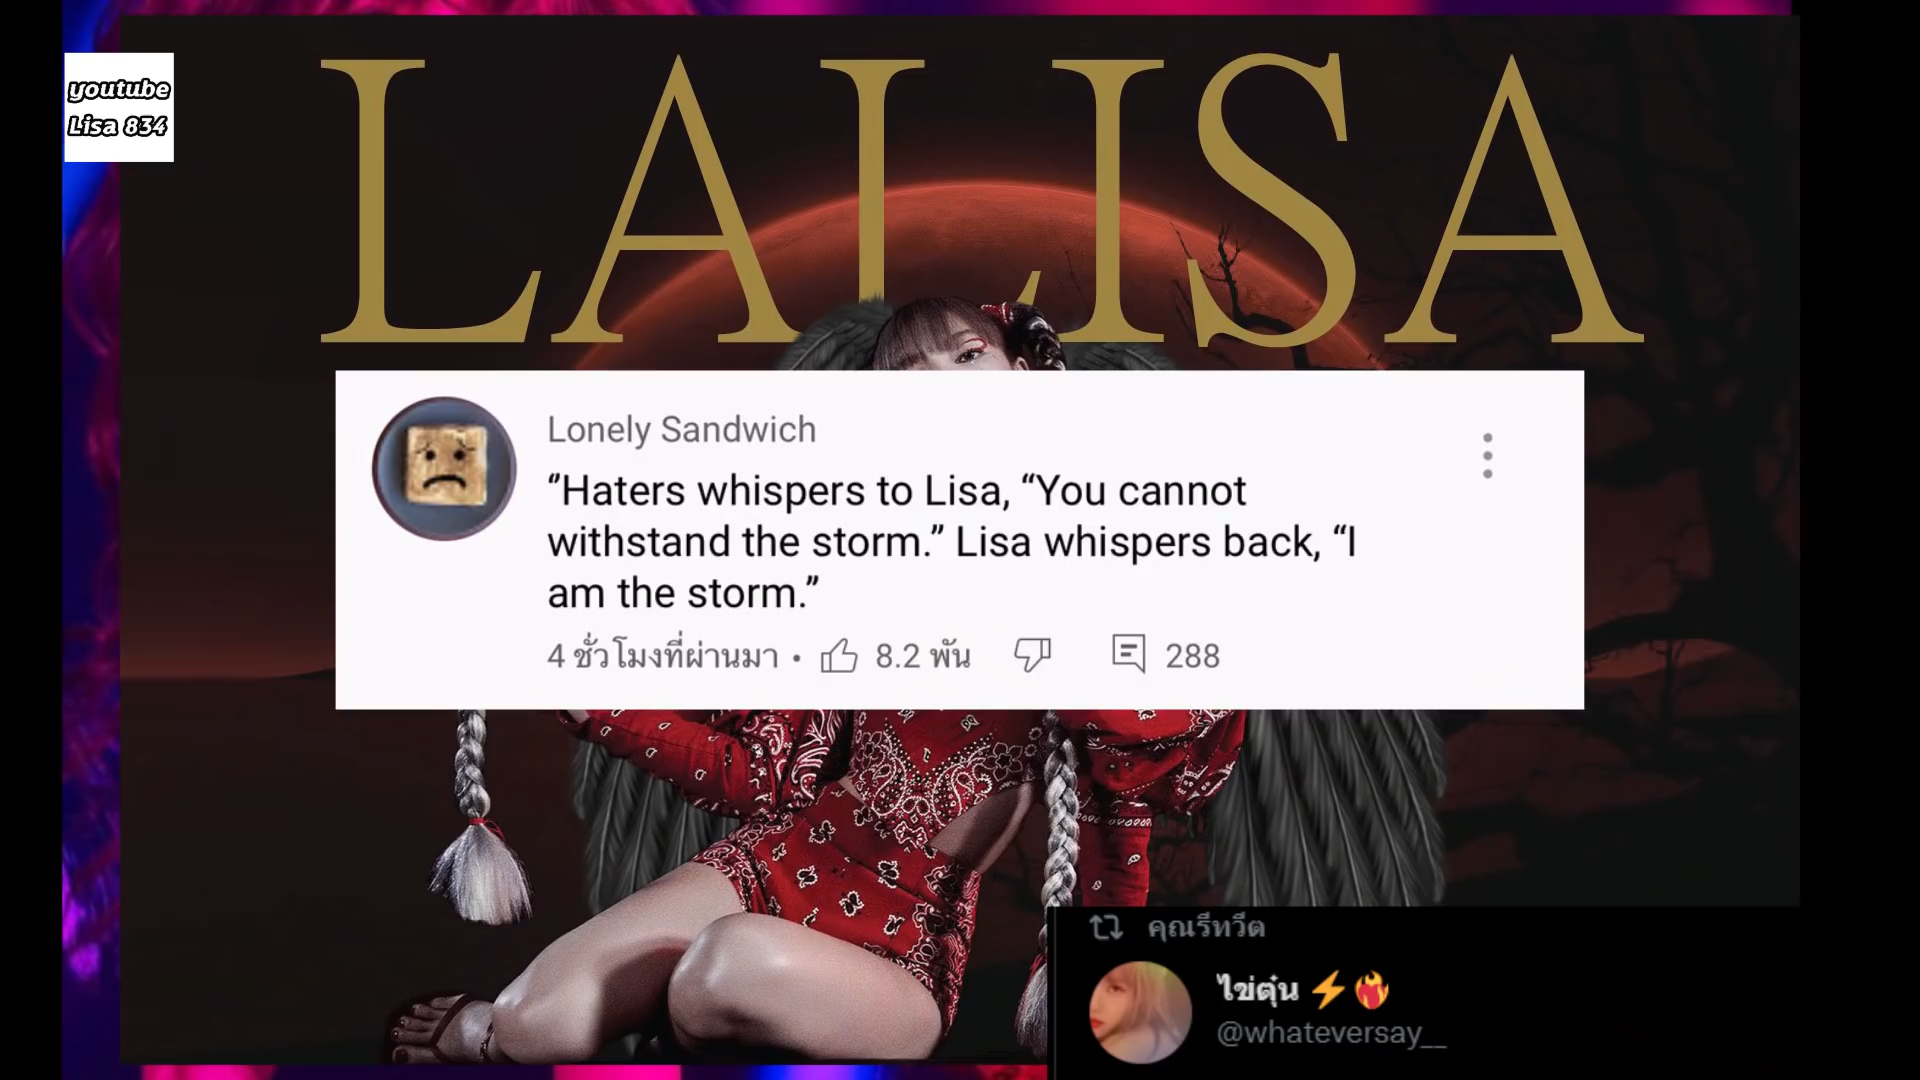 LALISA
youtube
Lisa 834
Lonely Sandwich
“Haters whispers to Lisa, “You cannot
withstand the storm.” Lisa whispers back, “I
am the storm.”
4 ชั่วโมงที่ผ่านมา • 8.2 พัน 288
คุณรีทวีต
ไข่ตุ๋น ⚡❤️‍🔥
@whateversay__